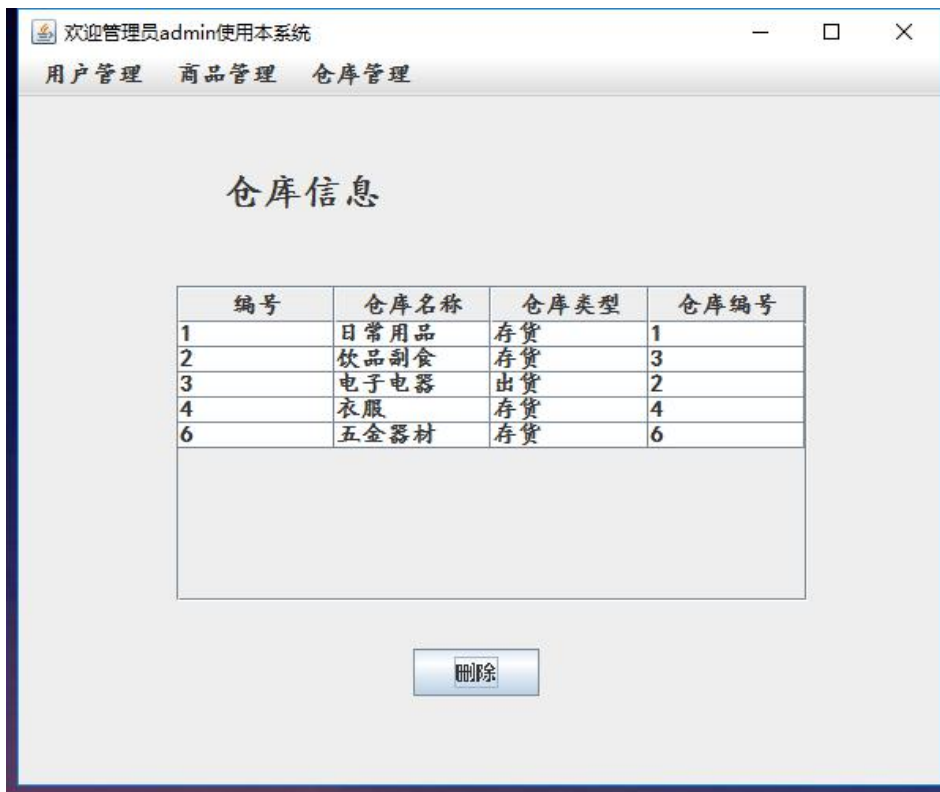 欢迎管理员admin使用本系统
用户管理 商品管理 仓库管理
仓库信息
编号 仓库名称 仓库类型 仓库编号
1 日常用品 存货 1
2 饮品副食 存货 3
3 电子电器 出货 2
4 衣服 存货 4
6 五金器材 存货 6
删除